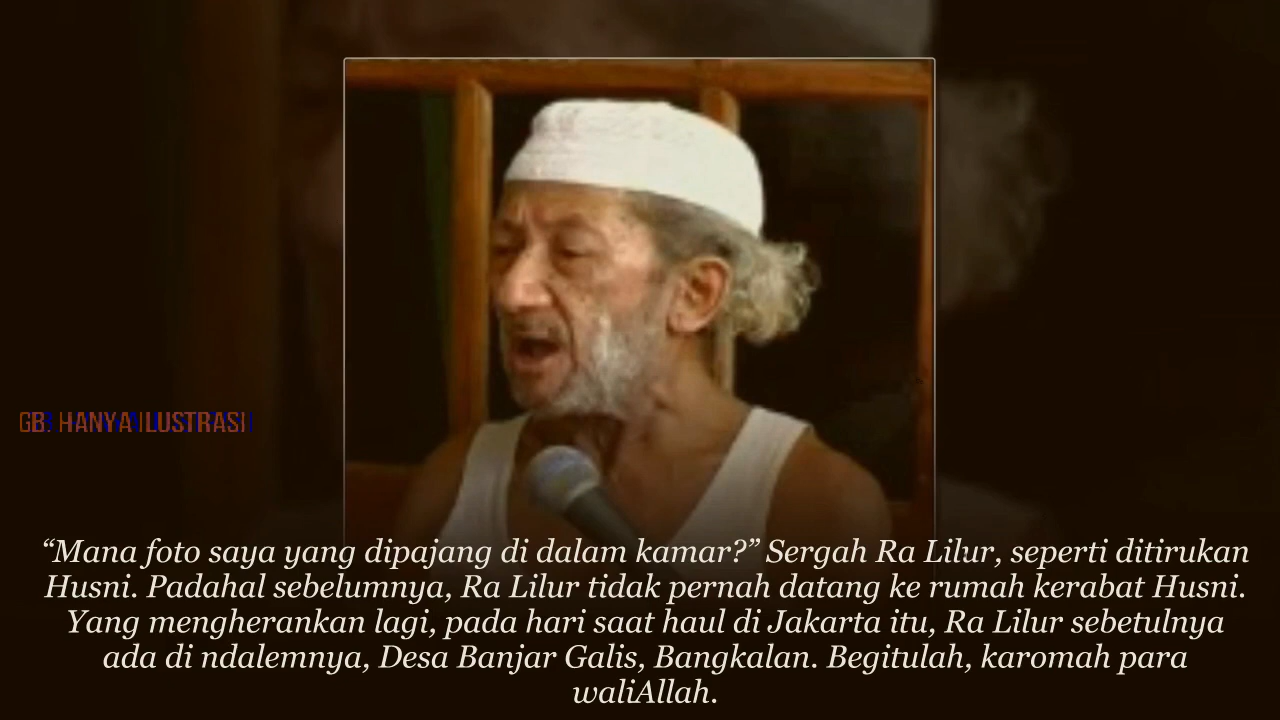 GB. HANYA ILUSTRASI
“Mana foto saya yang dipajang di dalam kamar?” Sergah Ra Lilur, seperti ditirukan
Husni. Padahal sebelumnya, Ra Lilur tidak pernah datang ke rumah kerabat Husni.
Yang mengherankan lagi, pada hari saat haul di Jakarta itu, Ra Lilur sebetulnya
ada di ndalemnya, Desa Banjar Galis, Bangkalan. Begitulah, karomah para
waliAllah.